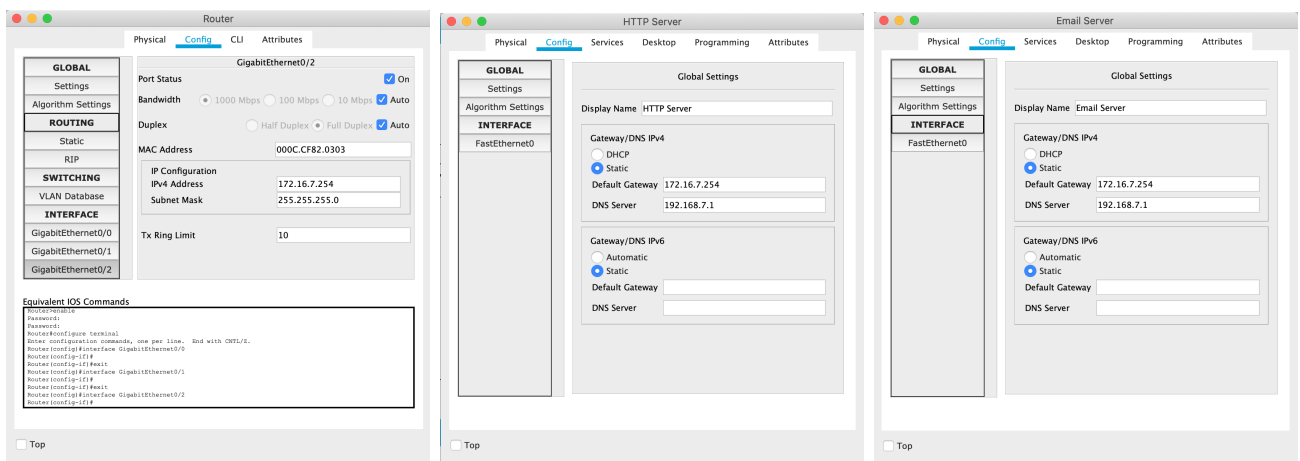 Router
Physical Config CLI Attributes
GLOBAL
Settings
Algorithm Settings
ROUTING
Static
RIP
SWITCHING
VLAN Database
INTERFACE
GigabitEthernet0/0
GigabitEthernet0/1
GigabitEthernet0/2
GigabitEthernet0/2
Port Status On
Bandwidth 1000 Mbps 100 Mbps 10 Mbps Auto
Duplex Half Duplex Full Duplex Auto
MAC Address 000C.CF82.0303
IP Configuration
IPv4 Address 172.16.7.254
Subnet Mask 255.255.255.0
Tx Ring Limit 10
Equivalent IOS Commands
Router>enable
Password:
Password:
Router#configure terminal
Enter configuration commands, one per line. End with CNTL/Z.
Router(config)#interface GigabitEthernet0/0
Router(config-if)#
Router(config-if)#exit
Router(config)#interface GigabitEthernet0/1
Router(config-if)#
Router(config-if)#exit
Router(config)#interface GigabitEthernet0/2
Router(config-if)#
Top
HTTP Server
Physical Config Services Desktop Programming Attributes
GLOBAL
Settings
Algorithm Settings
INTERFACE
FastEthernet0
Global Settings
Display Name HTTP Server
Gateway/DNS IPv4
DHCP
Static
Default Gateway 172.16.7.254
DNS Server 192.168.7.1
Gateway/DNS IPv6
Automatic
Static
Default Gateway
DNS Server
Top
Email Server
Physical Config Services Desktop Programming Attributes
GLOBAL
Settings
Algorithm Settings
INTERFACE
FastEthernet0
Global Settings
Display Name Email Server
Gateway/DNS IPv4
DHCP
Static
Default Gateway 172.16.7.254
DNS Server 192.168.7.1
Gateway/DNS IPv6
Automatic
Static
Default Gateway
DNS Server
Top